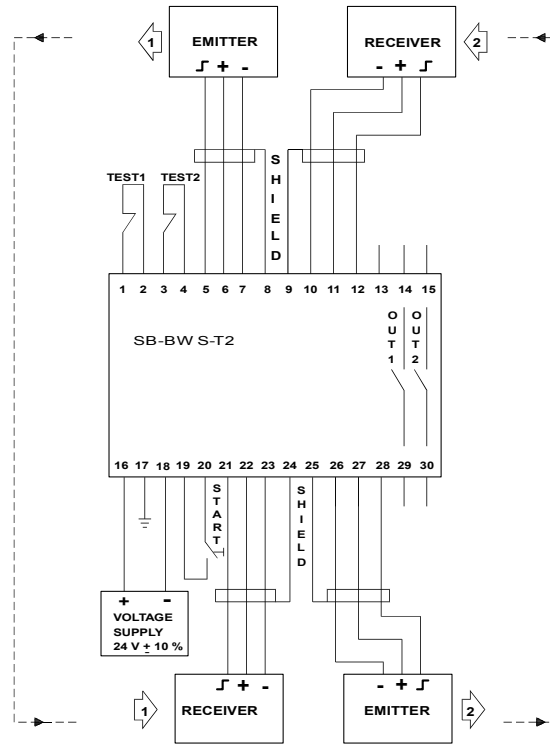 1 EMITTER RECEIVER 2
+ - - +
SHIELD
TEST1 TEST2
1 2 3 4 5 6 7 8 9 10 11 12 13 14 15
SB-BWS-T2
OUT1
OUT2
16 17 18 19 20 21 22 23 24 25 26 27 28 29 30
START
SHIELD
+ -
VOLTAGE
SUPPLY
24 V ± 10 %
+ - - +
1 RECEIVER EMITTER 2